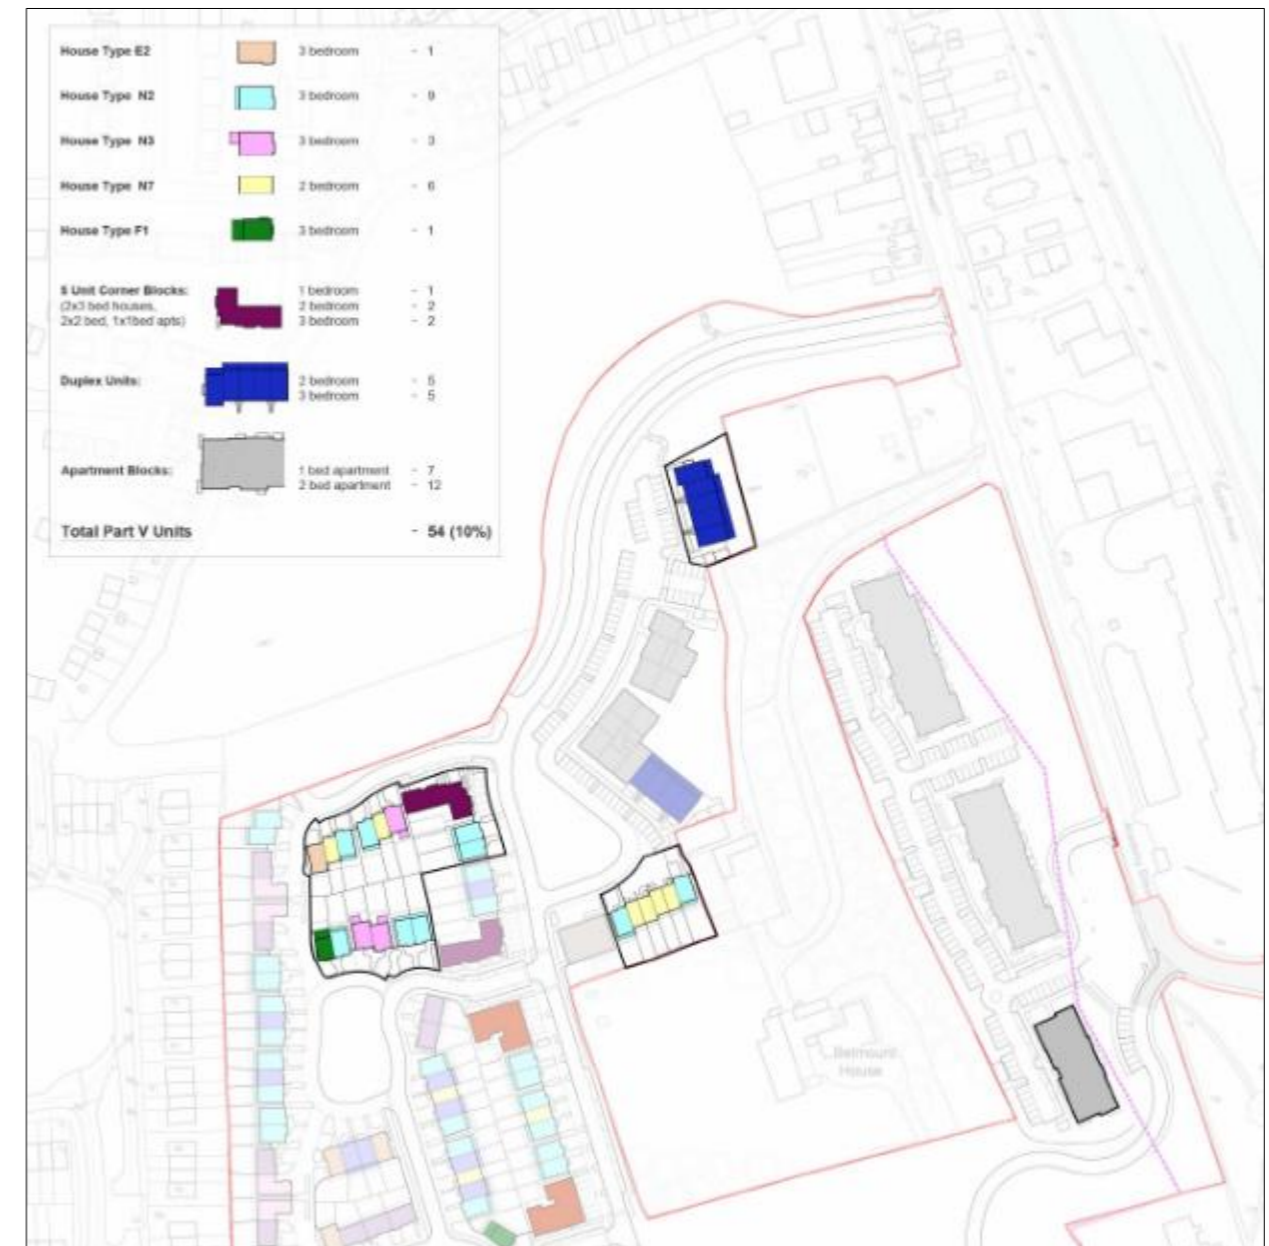 House Type E2 3 bedroom - 1
House Type N2 3 bedroom - 9
House Type N3 3 bedroom - 3
House Type N7 2 bedroom - 6
House Type F1 3 bedroom - 1
5 Unit Corner Blocks: 1 bedroom - 1
(2x3 bed houses, 2 bedroom - 2
2x2 bed, 1x1bed apts) 3 bedroom - 2
Duplex Units: 2 bedroom - 5
3 bedroom - 5
Apartment Blocks: 1 bed apartment - 7
2 bed apartment - 12
Total Part V Units - 54 (10%)
Belmount
House